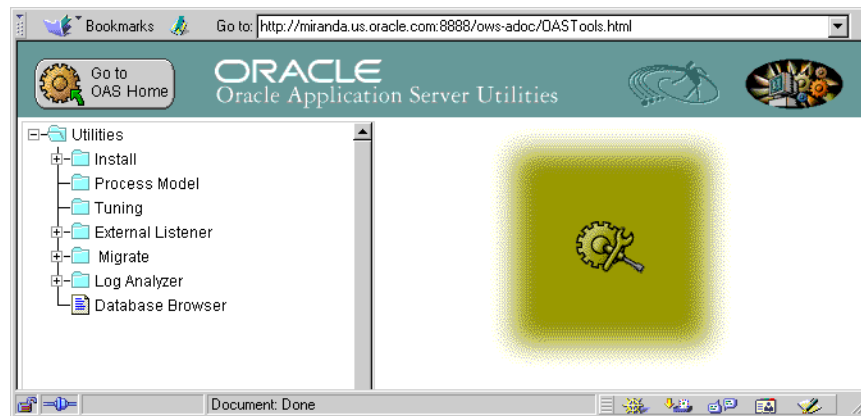 Bookmarks Go to: http://miranda.us.oracle.com:8888/ows-adoc/OASTools.html
Go to
OAS Home
ORACLE
Oracle Application Server Utilities
Utilities
Install
Process Model
Tuning
External Listener
Migrate
Log Analyzer
Database Browser
Document: Done